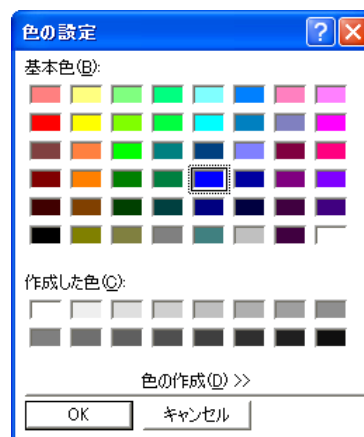 色の設定
基本色(B):
作成した色(C):
色の作成(D) >>
OK
キャンセル